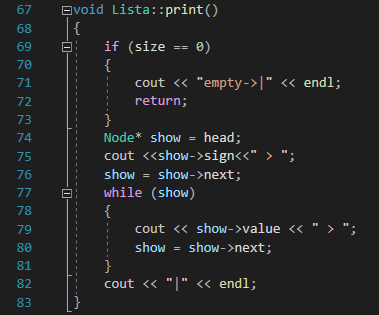 67 void Lista::print()
68 {
69 if (size == 0)
70 {
71 cout << "empty->|" << endl;
72 return;
73 }
74 Node* show = head;
75 cout <<show->sign<<" > ";
76 show = show->next;
77 while (show)
78 {
79 cout << show->value << " > ";
80 show = show->next;
81 }
82 cout << "|" << endl;
83 }